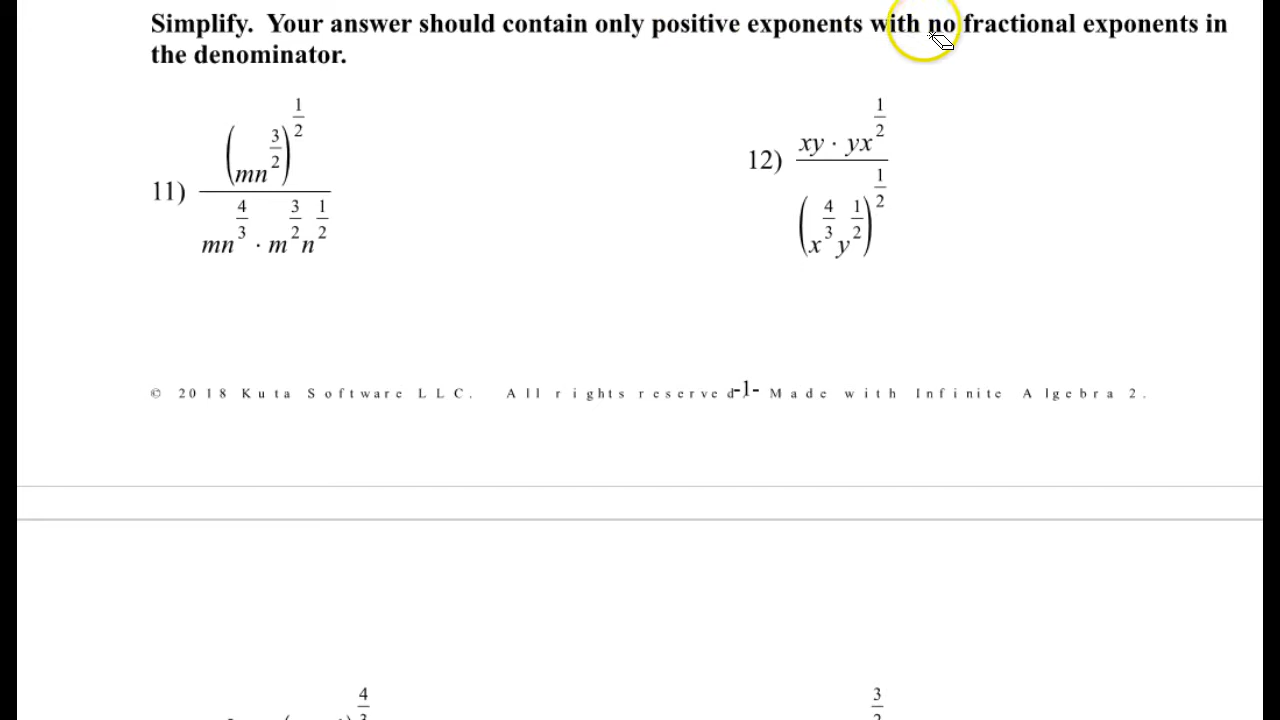 Simplify. Your answer should contain only positive exponents with no fractional exponents in
the denominator.
11) (mn^(3/2))^(1/2) / (mn^(4/3) · m^(3/2)n^(1/2))
12) (xy · yx^(1/2)) / (x^(4/3)y^(1/2))^(1/2)
© 2018 Kuta Software LLC. All rights reserved. -1- Made with Infinite Algebra 2.
4
3